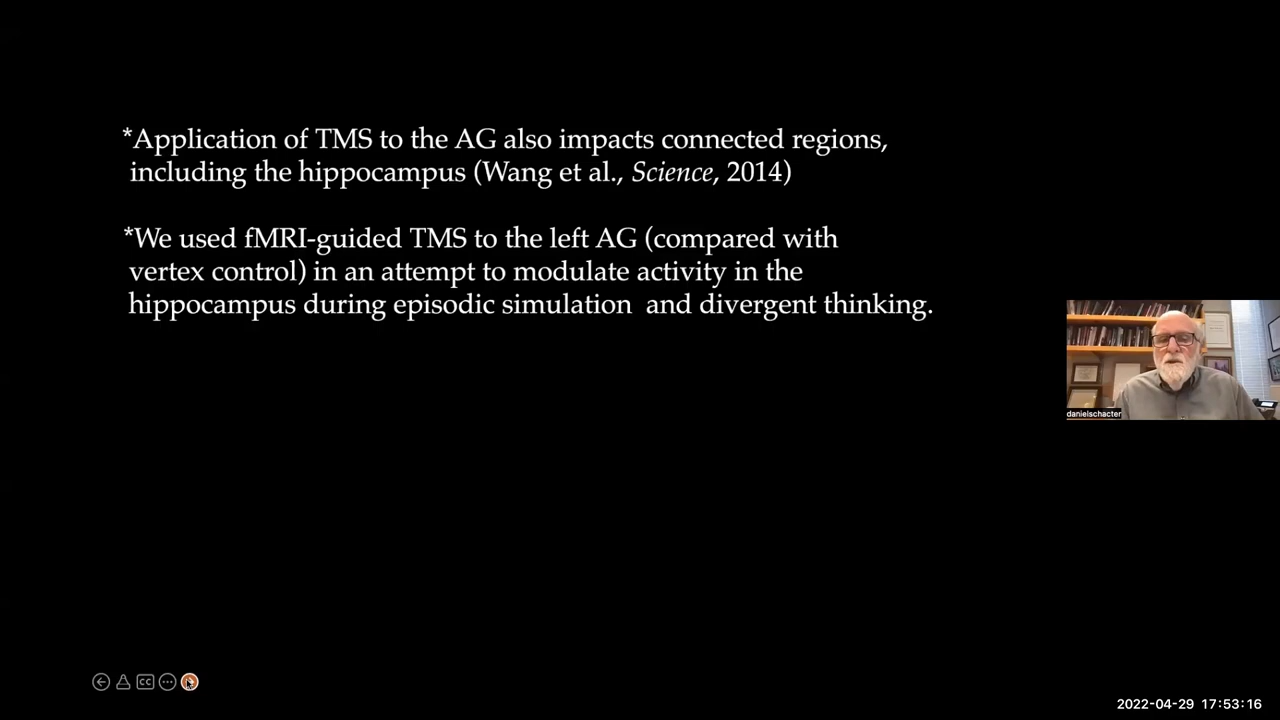 *Application of TMS to the AG also impacts connected regions,
including the hippocampus (Wang et al., Science, 2014)
*We used fMRI-guided TMS to the left AG (compared with
vertex control) in an attempt to modulate activity in the
hippocampus during episodic simulation and divergent thinking.
danielschacter
CC
2022-04-29 17:53:16